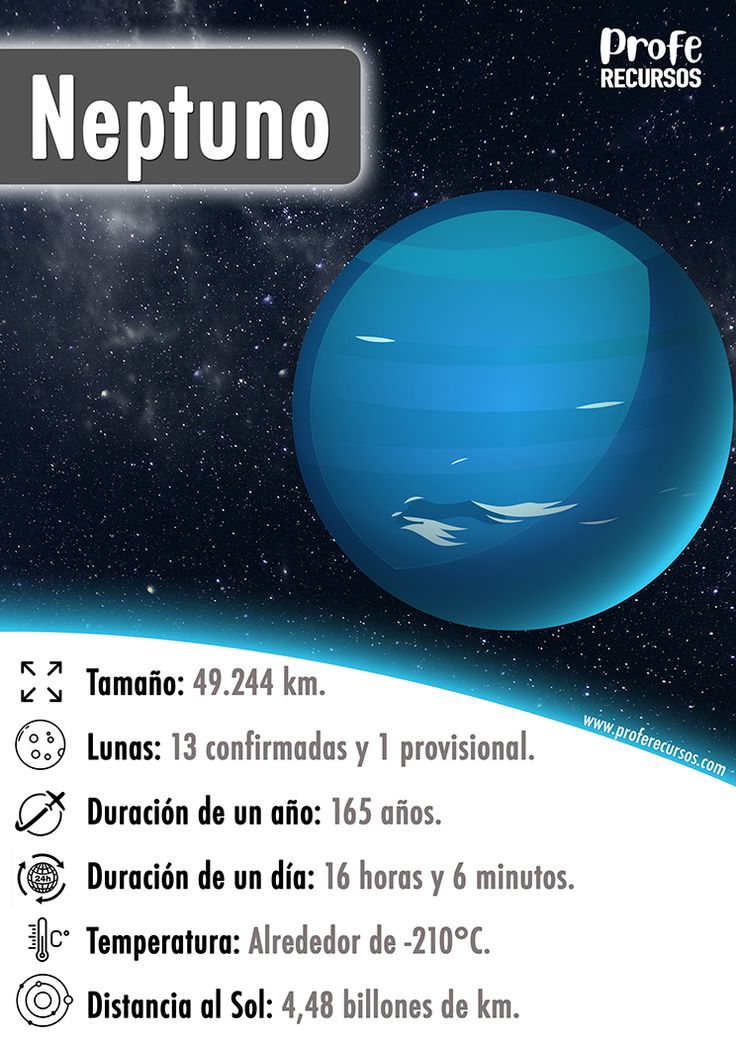 Profe
RECURSOS
Neptuno
www.proferecursos.com
Tamaño: 49.244 km.
Lunas: 13 confirmadas y 1 provisional.
Duración de un año: 165 años.
24h
Duración de un día: 16 horas y 6 minutos.
C°
Temperatura: Alrededor de -210°C.
Distancia al Sol: 4,48 billones de km.